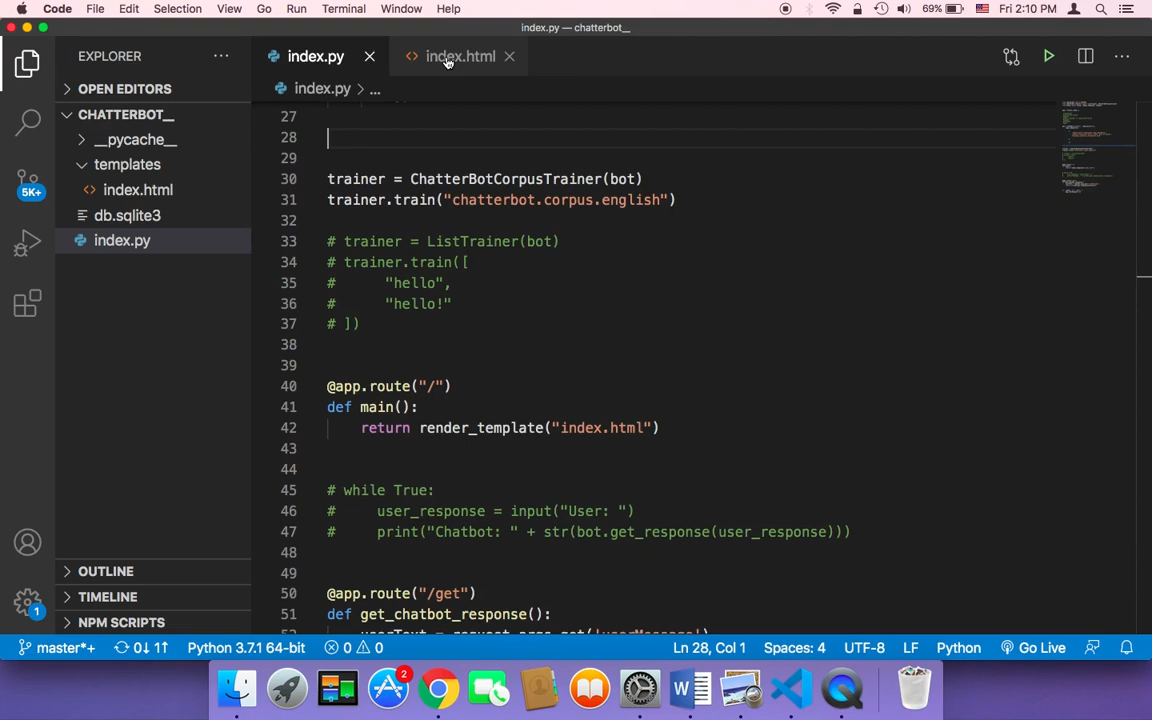 Code File Edit Selection View Go Run Terminal Window Help 69% Fri 2:10 PM
index.py — chatterbot_
EXPLORER
index.py
index.html
OPEN EDITORS
index.py > ...
CHATTERBOT_
__pycache__
templates
index.html
db.sqlite3
index.py
5K+
27
28
29
30 trainer = ChatterBotCorpusTrainer(bot)
31 trainer.train("chatterbot.corpus.english")
32
33 # trainer = ListTrainer(bot)
34 # trainer.train([
35 #      "hello",
36 #      "hello!"
37 # ])
38
39
40 @app.route("/")
41 def main():
42     return render_template("index.html")
43
44
45 # while True:
46 #     user_response = input("User: ")
47 #     print("Chatbot: " + str(bot.get_response(user_response)))
48
49
50 @app.route("/get")
51 def get_chatbot_response():
OUTLINE
TIMELINE
NPM SCRIPTS
1
master*+ 0↓ 1↑ Python 3.7.1 64-bit 0 0 Ln 28, Col 1 Spaces: 4 UTF-8 LF Python Go Live
2